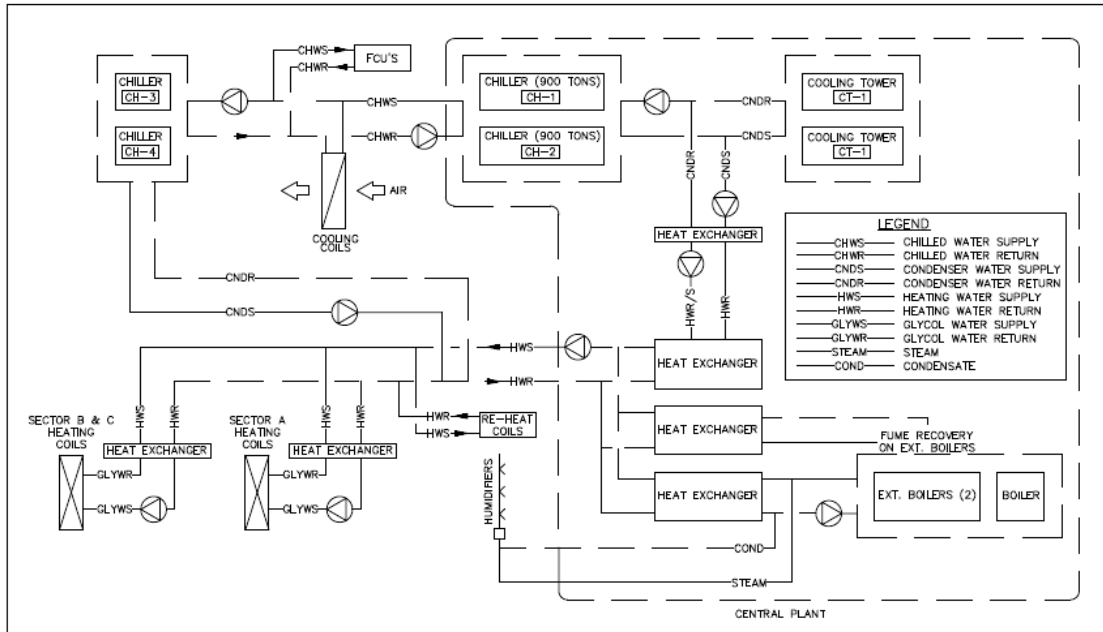 CHWS
CHWR
FCU'S
CHILLER
CH-3
CHILLER
CH-4
CHWS
CHWR
AIR
COOLING
COILS
CHILLER (900 TONS)
CH-1
CHILLER (900 TONS)
CH-2
CNDR
CNDS
COOLING TOWER
CT-1
COOLING TOWER
CT-1
CNDR
CNDS
HEAT EXCHANGER
HWR/S
HWR
LEGEND
CHWS CHILLED WATER SUPPLY
CHWR CHILLED WATER RETURN
CNDS CONDENSER WATER SUPPLY
CNDR CONDENSER WATER RETURN
HWS HEATING WATER SUPPLY
HWR HEATING WATER RETURN
GLYWS GLYCOL WATER SUPPLY
GLYWR GLYCOL WATER RETURN
STEAM STEAM
COND CONDENSATE
CNDR
CNDS
HWS
HWR
HEAT EXCHANGER
HWS
HWR
HWS
HWR
HWR
HWS
RE-HEAT
COILS
SECTOR B & C
HEATING
COILS
HEAT EXCHANGER
GLYWR
GLYWS
SECTOR A
HEATING
COILS
HEAT EXCHANGER
GLYWR
GLYWS
HUMIDIFIERS
HEAT EXCHANGER
FUME RECOVERY
ON EXT. BOILERS
HEAT EXCHANGER
EXT. BOILERS (2)
BOILER
COND
STEAM
CENTRAL PLANT